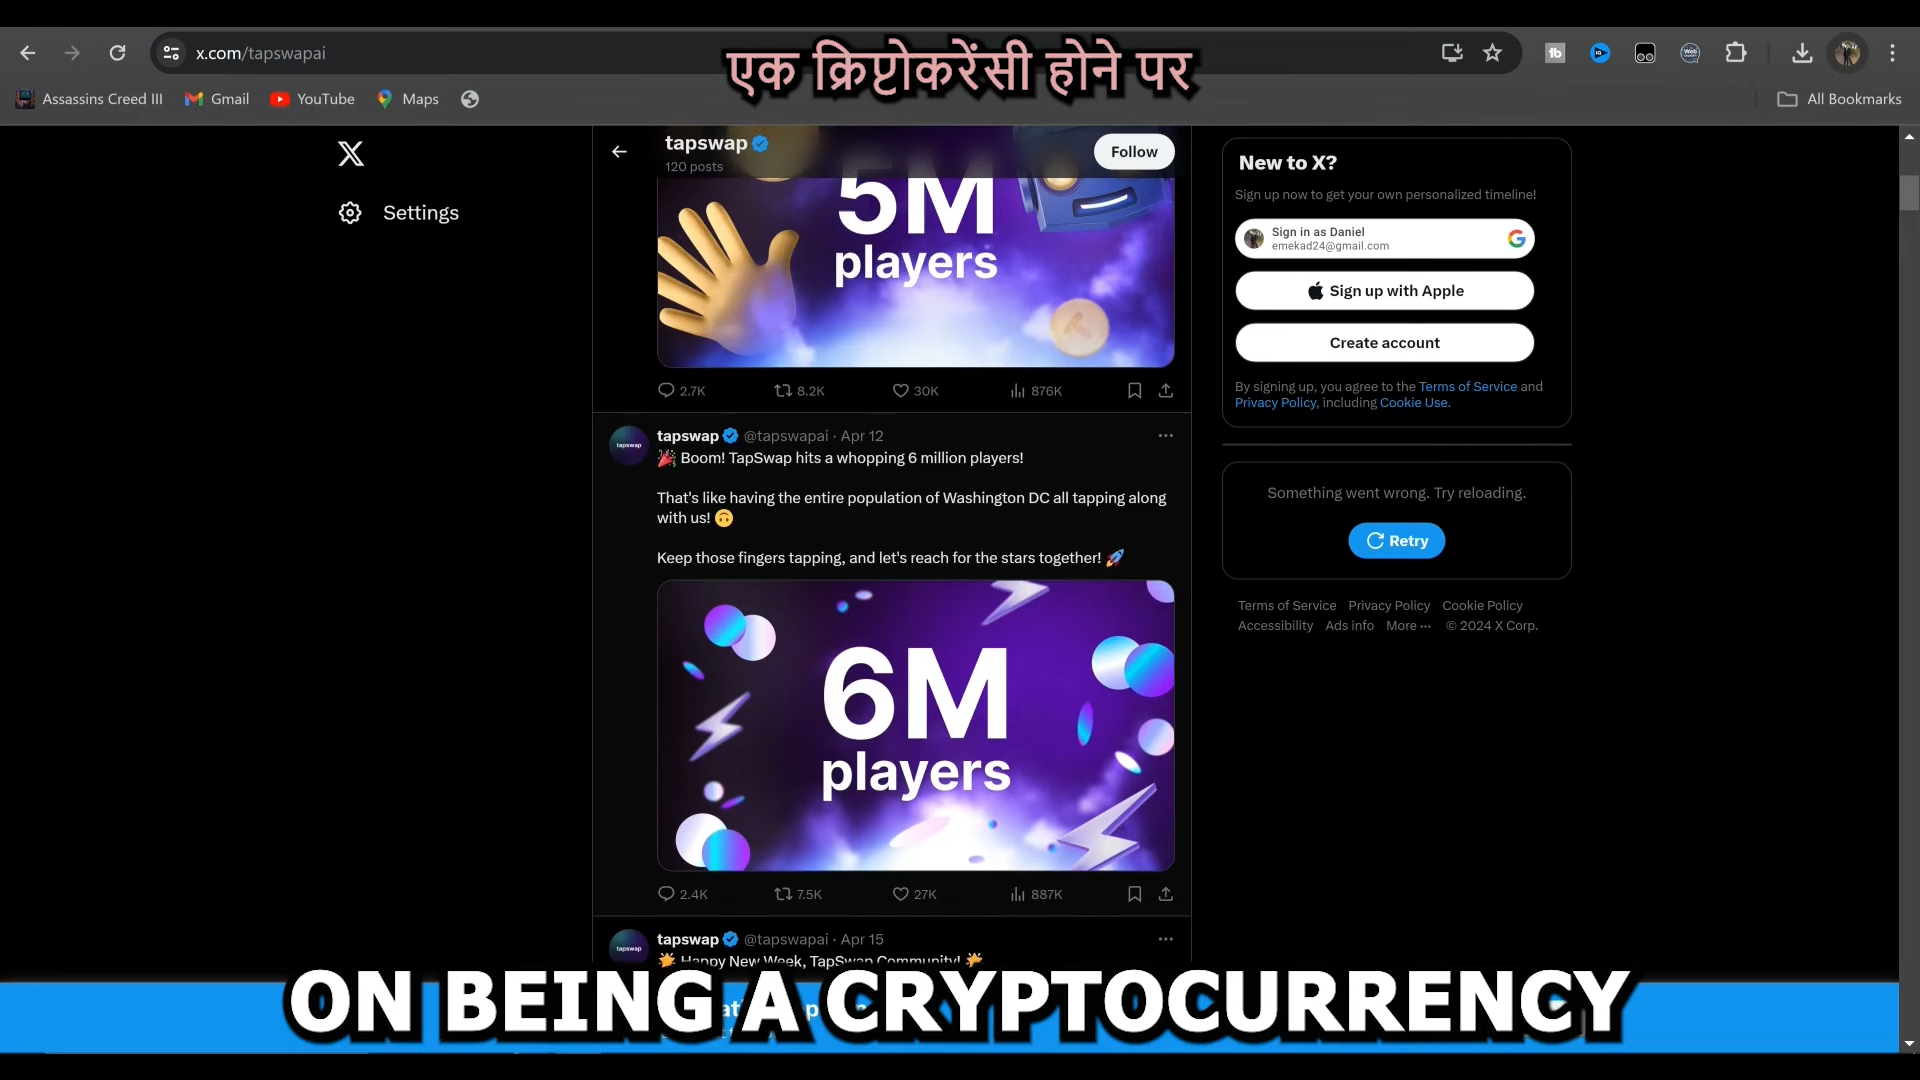 x.com/tapswapai
एक क्रिप्टोकरेंसी होने पर
Assassins Creed III
Gmail
YouTube
Maps
All Bookmarks
Settings
tapswap
120 posts
Follow
5M
players
2.7K
8.2K
30K
876K
tapswap @tapswapai · Apr 12
Boom! TapSwap hits a whopping 6 million players!
That's like having the entire population of Washington DC all tapping along
with us!
Keep those fingers tapping, and let's reach for the stars together!
6M
players
2.4K
7.5K
27K
887K
tapswap @tapswapai · Apr 15
Happy New Week, TapSwap Community!
New to X?
Sign up now to get your own personalized timeline!
Sign in as Daniel
emekad24@gmail.com
Sign up with Apple
Create account
By signing up, you agree to the Terms of Service and
Privacy Policy, including Cookie Use.
Something went wrong. Try reloading.
Retry
Terms of Service Privacy Policy Cookie Policy
Accessibility Ads info More ··· © 2024 X Corp.
ON BEING A CRYPTOCURRENCY